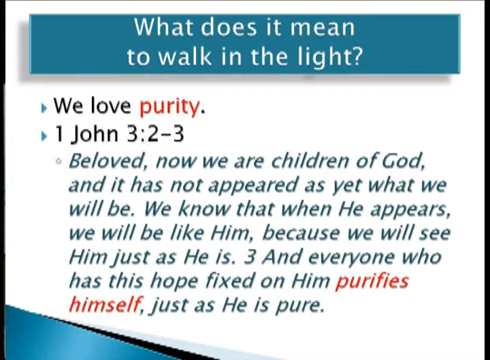 What does it mean
to walk in the light?
We love purity.
1 John 3:2-3
Beloved, now we are children of God,
and it has not appeared as yet what we
will be. We know that when He appears,
we will be like Him, because we will see
Him just as He is. 3 And everyone who
has this hope fixed on Him purifies
himself, just as He is pure.